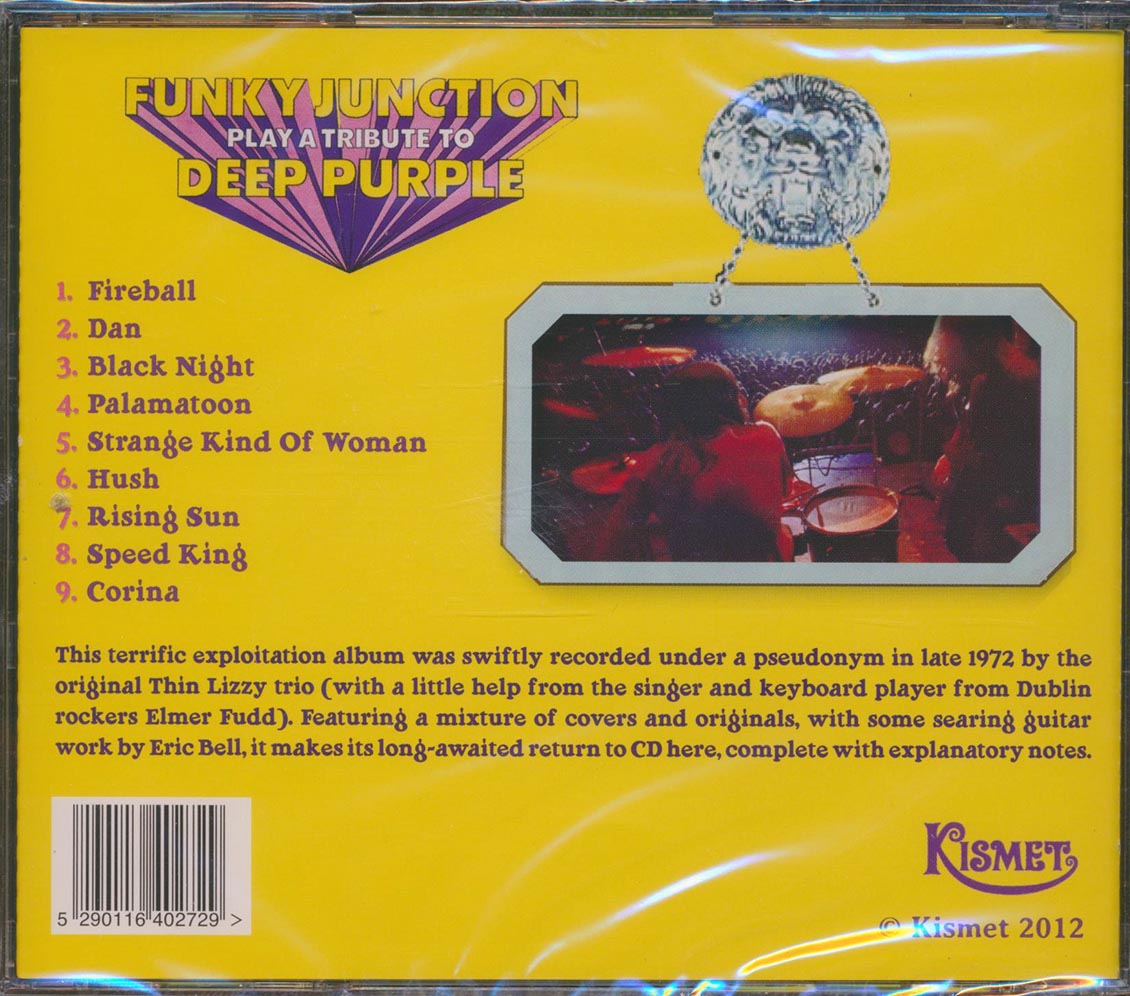 FUNKY JUNCTION
PLAY A TRIBUTE TO
DEEP PURPLE
1. Fireball
2. Dan
3. Black Night
4. Palamatoon
5. Strange Kind Of Woman
6. Hush
7. Rising Sun
8. Speed King
9. Corina
This terrific exploitation album was swiftly recorded under a pseudonym in late 1972 by the
original Thin Lizzy trio (with a little help from the singer and keyboard player from Dublin
rockers Elmer Fudd). Featuring a mixture of covers and originals, with some searing guitar
work by Eric Bell, it makes its long-awaited return to CD here, complete with explanatory notes.
KISMET
5 290116 402729 >
© Kismet 2012